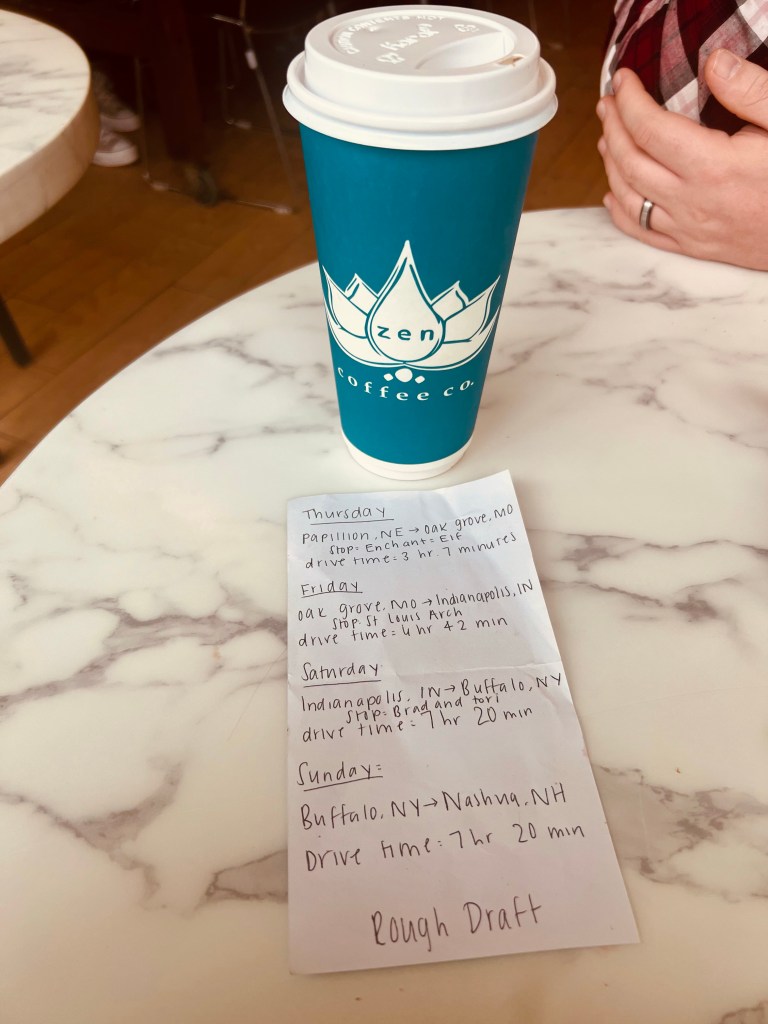 zen
coffee co.
Thursday
Papillion, NE → Oak grove, MO
Stop: Enchant = Elf
drive time = 3 hr 7 minutes
Friday
Oak grove, MO → Indianapolis, IN
Stop: St Louis Arch
drive time = 4 hr 42 min
Saturday
Indianapolis, IN → Buffalo, NY
Stop = Brad and tori
drive time = 7 hr 20 min
Sunday:
Buffalo, NY → Nashua, NH
Drive time = 7 hr 20 min
Rough Draft